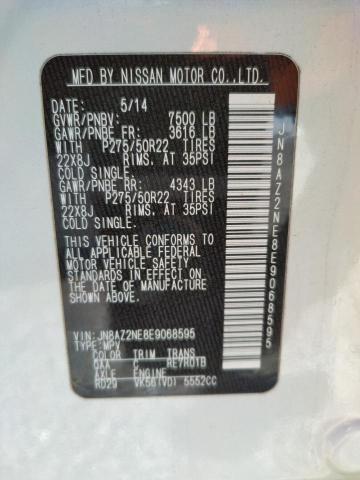 MFD BY NISSAN MOTOR CO.,LTD.
DATE: 5/14
GVWR/PNBV: 7500 LB
GAWR/PNBE FR: 3616 LB
WITH P275/50R22 TIRES
22X8J RIMS. AT 35PSI
COLD SINGLE.
GAWR/PNBE RR: 4343 LB
WITH P275/50R22 TIRES
22X8J RIMS. AT 35PSI
COLD SINGLE.
THIS VEHICLE CONFORMS TO
ALL APPLICABLE FEDERAL
MOTOR VEHICLE SAFETY
STANDARDS IN EFFECT ON
THE DATE OF MANUFACTURE
SHOWN ABOVE.
VIN: JN8AZ2NE8E9068595
TYPE: MPV
COLOR TRIM TRANS
QAA RE7R01B
AXLE ENGINE
RD29 VK56(VD) 5552CC
JN8AZ2NE8E9068595